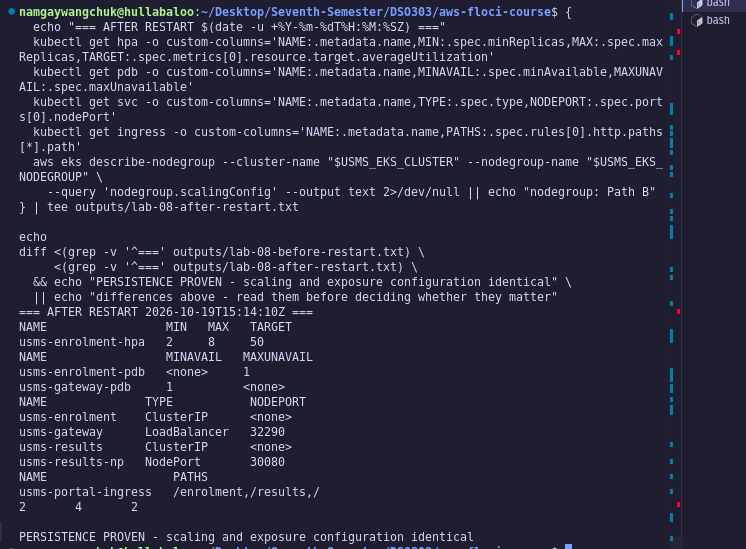 namgaywangchuk@hullabaloo:~/Desktop/Seventh-Semester/DSO303/aws-floci-course$ {
  echo "=== AFTER RESTART $(date -u +%Y-%m-%dT%H:%M:%SZ) ==="
  kubectl get hpa -o custom-columns='NAME:.metadata.name,MIN:.spec.minReplicas,MAX:.spec.max
Replicas,TARGET:.spec.metrics[0].resource.target.averageUtilization'
  kubectl get pdb -o custom-columns='NAME:.metadata.name,MINAVAIL:.spec.minAvailable,MAXUNAV
AIL:.spec.maxUnavailable'
  kubectl get svc -o custom-columns='NAME:.metadata.name,TYPE:.spec.type,NODEPORT:.spec.port
s[0].nodePort'
  kubectl get ingress -o custom-columns='NAME:.metadata.name,PATHS:.spec.rules[0].http.paths
[*].path'
  aws eks describe-nodegroup --cluster-name "$USMS_EKS_CLUSTER" --nodegroup-name "$USMS_EKS_
NODEGROUP" \
    --query 'nodegroup.scalingConfig' --output text 2>/dev/null || echo "nodegroup: Path B"
} | tee outputs/lab-08-after-restart.txt
echo
diff <(grep -v '^===' outputs/lab-08-before-restart.txt) \
     <(grep -v '^===' outputs/lab-08-after-restart.txt) \
  && echo "PERSISTENCE PROVEN - scaling and exposure configuration identical" \
  || echo "differences above - read them before deciding whether they matter"
=== AFTER RESTART 2026-10-19T15:14:10Z ===
NAME                 MIN   MAX   TARGET
usms-enrolment-hpa   2     8     50
NAME                 MINAVAIL   MAXUNAVAIL
usms-enrolment-pdb   <none>     1
usms-gateway-pdb     1          <none>
NAME              TYPE           NODEPORT
usms-enrolment    ClusterIP      <none>
usms-gateway      LoadBalancer   32290
usms-results      ClusterIP      <none>
usms-results-np   NodePort       30080
NAME                  PATHS
usms-portal-ingress   /enrolment,/results,/
2       4       2
PERSISTENCE PROVEN - scaling and exposure configuration identical
bash
bash